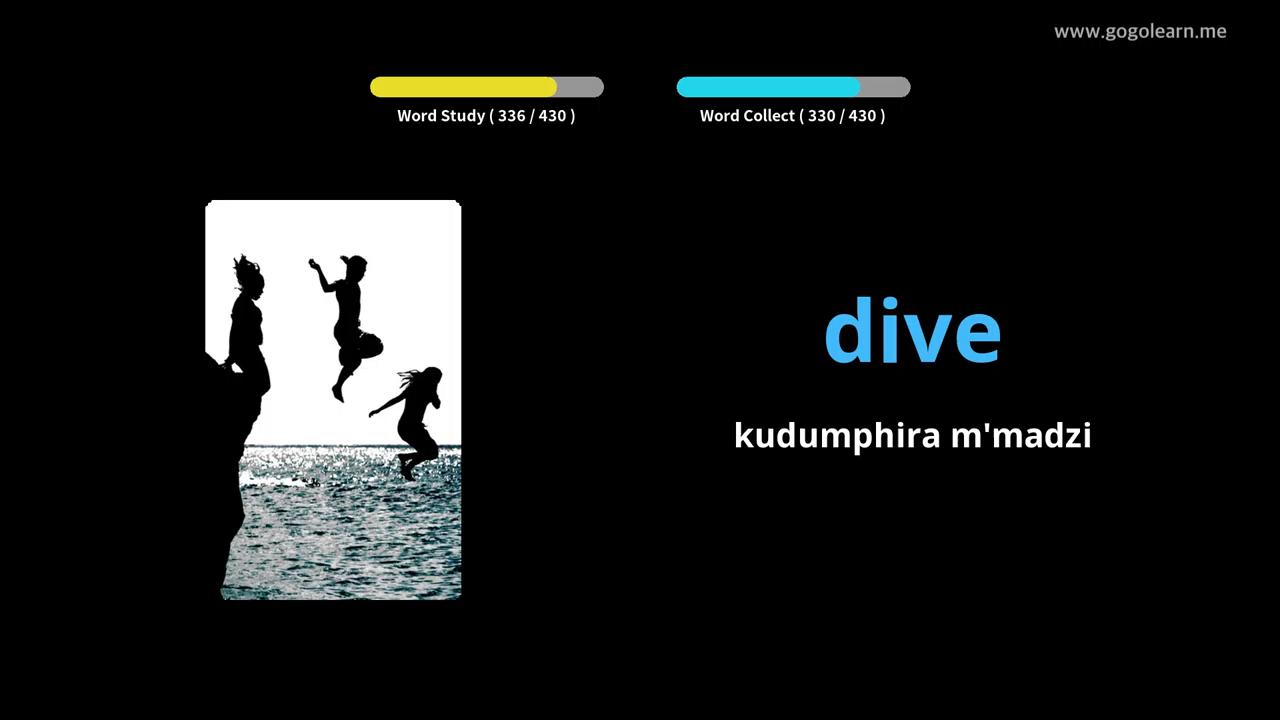 www.gogolearn.me
Word Study ( 336 / 430 )
Word Collect ( 330 / 430 )
dive
kudumphira m'madzi